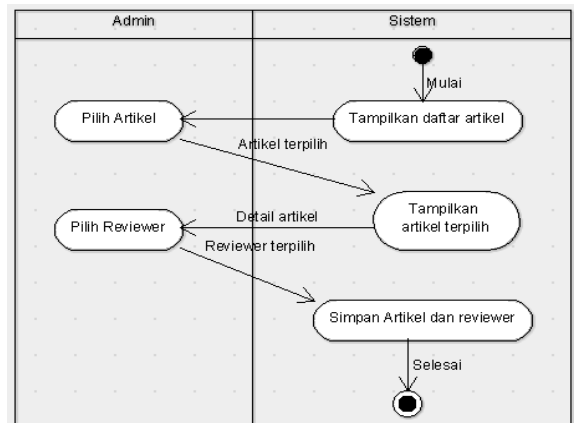 Admin
Sistem
Mulai
Pilih Artikel
Tampilkan daftar artikel
Artikel terpilih
Tampilkan
artikel terpilih
Detail artikel
Pilih Reviewer
Reviewer terpilih
Simpan Artikel dan reviewer
Selesai